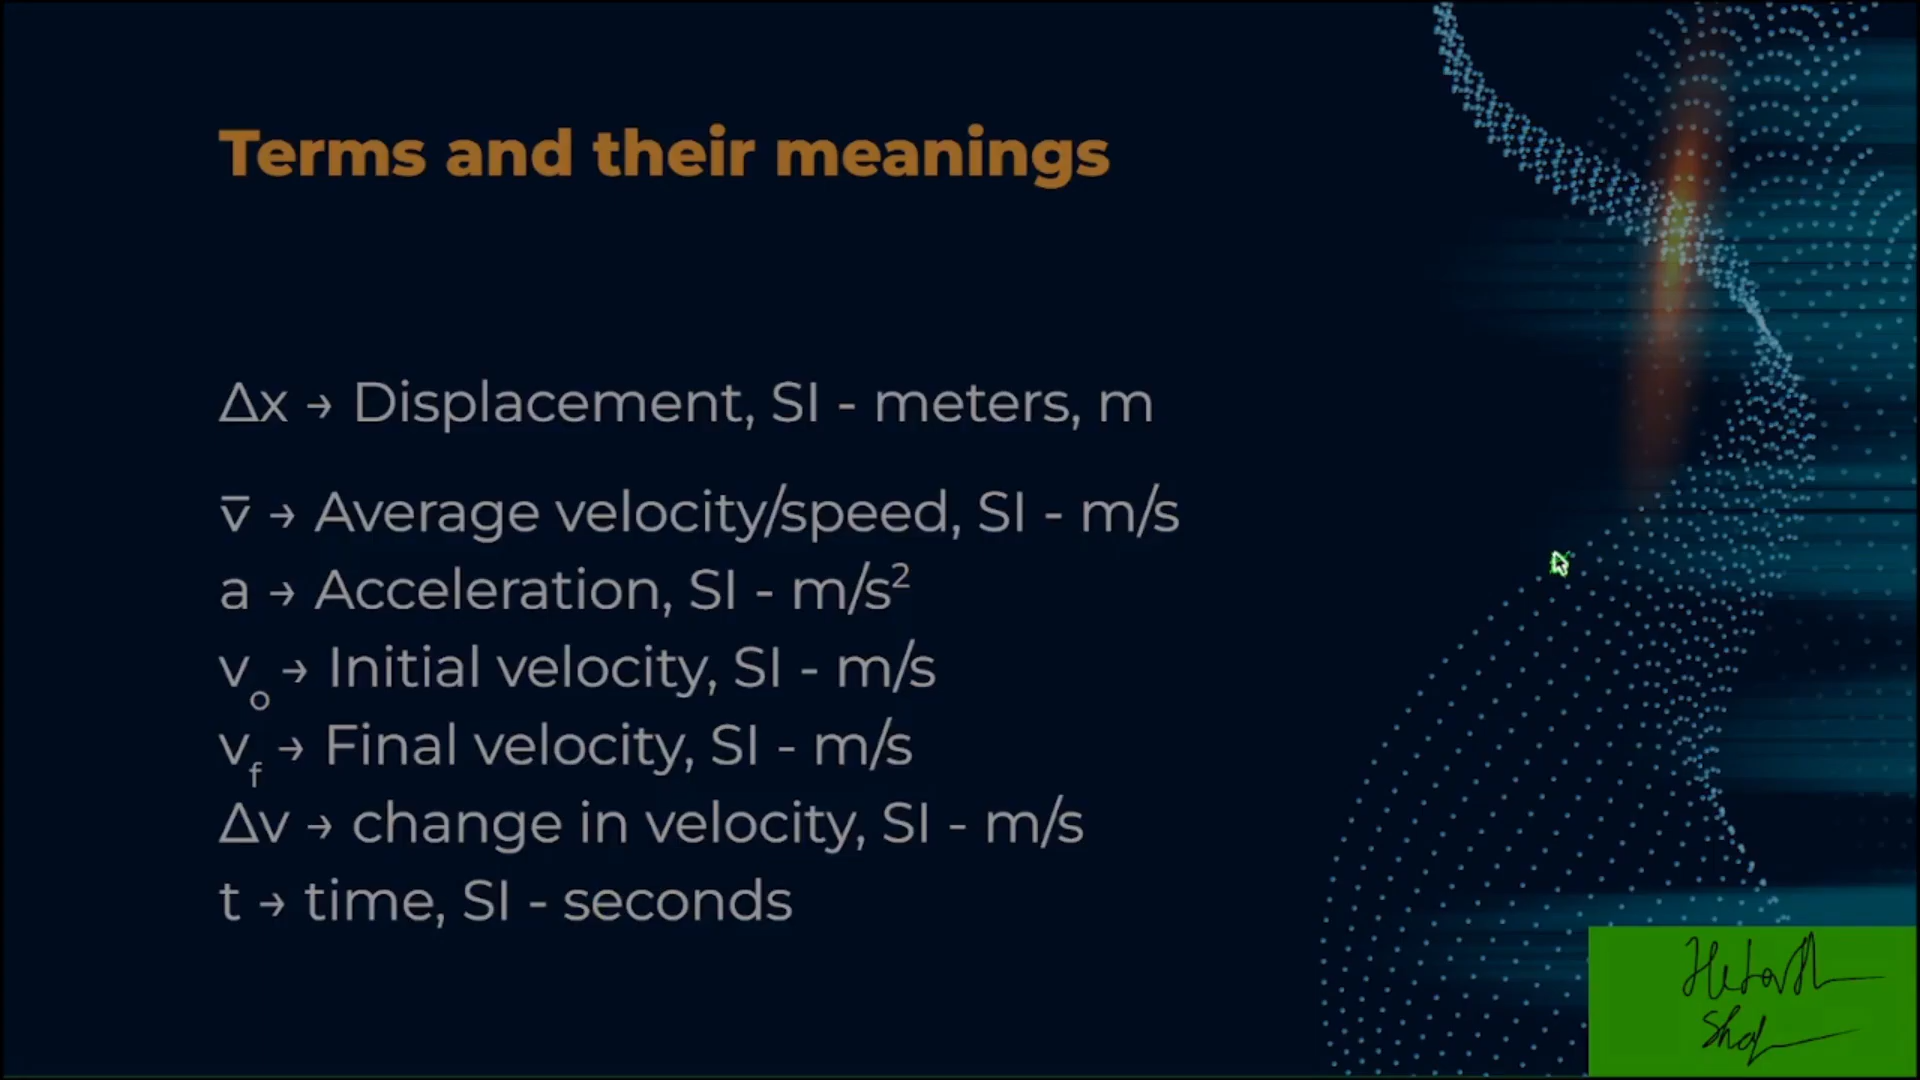 Terms and their meanings
Δx → Displacement, SI - meters, m
v̅ → Average velocity/speed, SI - m/s
a → Acceleration, SI - m/s²
vₒ → Initial velocity, SI - m/s
v_f → Final velocity, SI - m/s
Δv → change in velocity, SI - m/s
t → time, SI - seconds